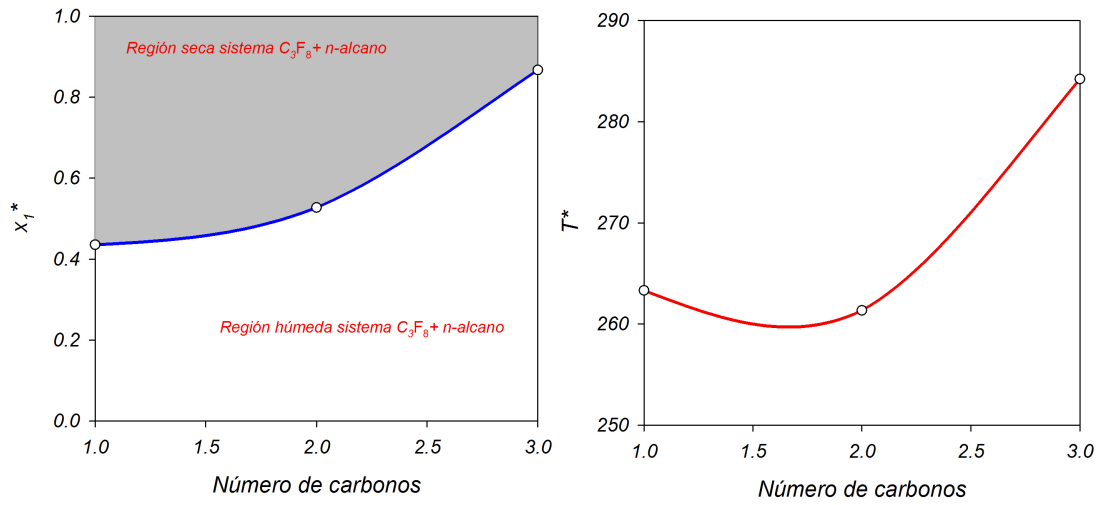 1.0
0.8
0.6
0.4
0.2
0.0
x1*
Región seca sistema C3F8+ n-alcano
Región húmeda sistema C3F8+ n-alcano
1.0 1.5 2.0 2.5 3.0
Número de carbonos
290
280
270
260
250
T*
1.0 1.5 2.0 2.5 3.0
Número de carbonos